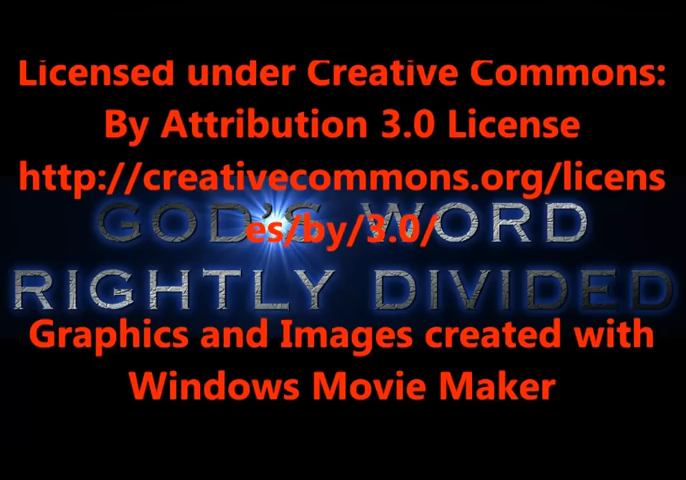 Licensed under Creative Commons:
By Attribution 3.0 License
http://creativecommons.org/licens
es/by/3.0/
GOD'S WORD
RIGHTLY DIVIDED
Graphics and Images created with
Windows Movie Maker